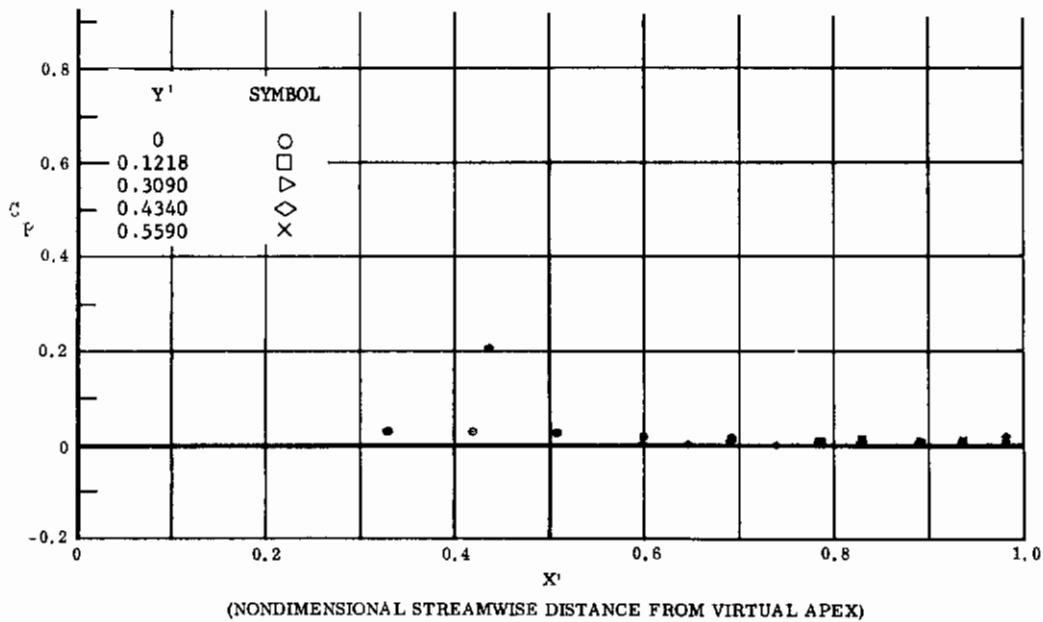 0.8
Y' SYMBOL
0
0.6
0.1218
0.3090
0.4340
0.5590
C
P
0.4
0.2
0
-0.2
0 0.2 0.4 0.6 0.8 1.0
X'
(NONDIMENSIONAL STREAMWISE DISTANCE FROM VIRTUAL APEX)